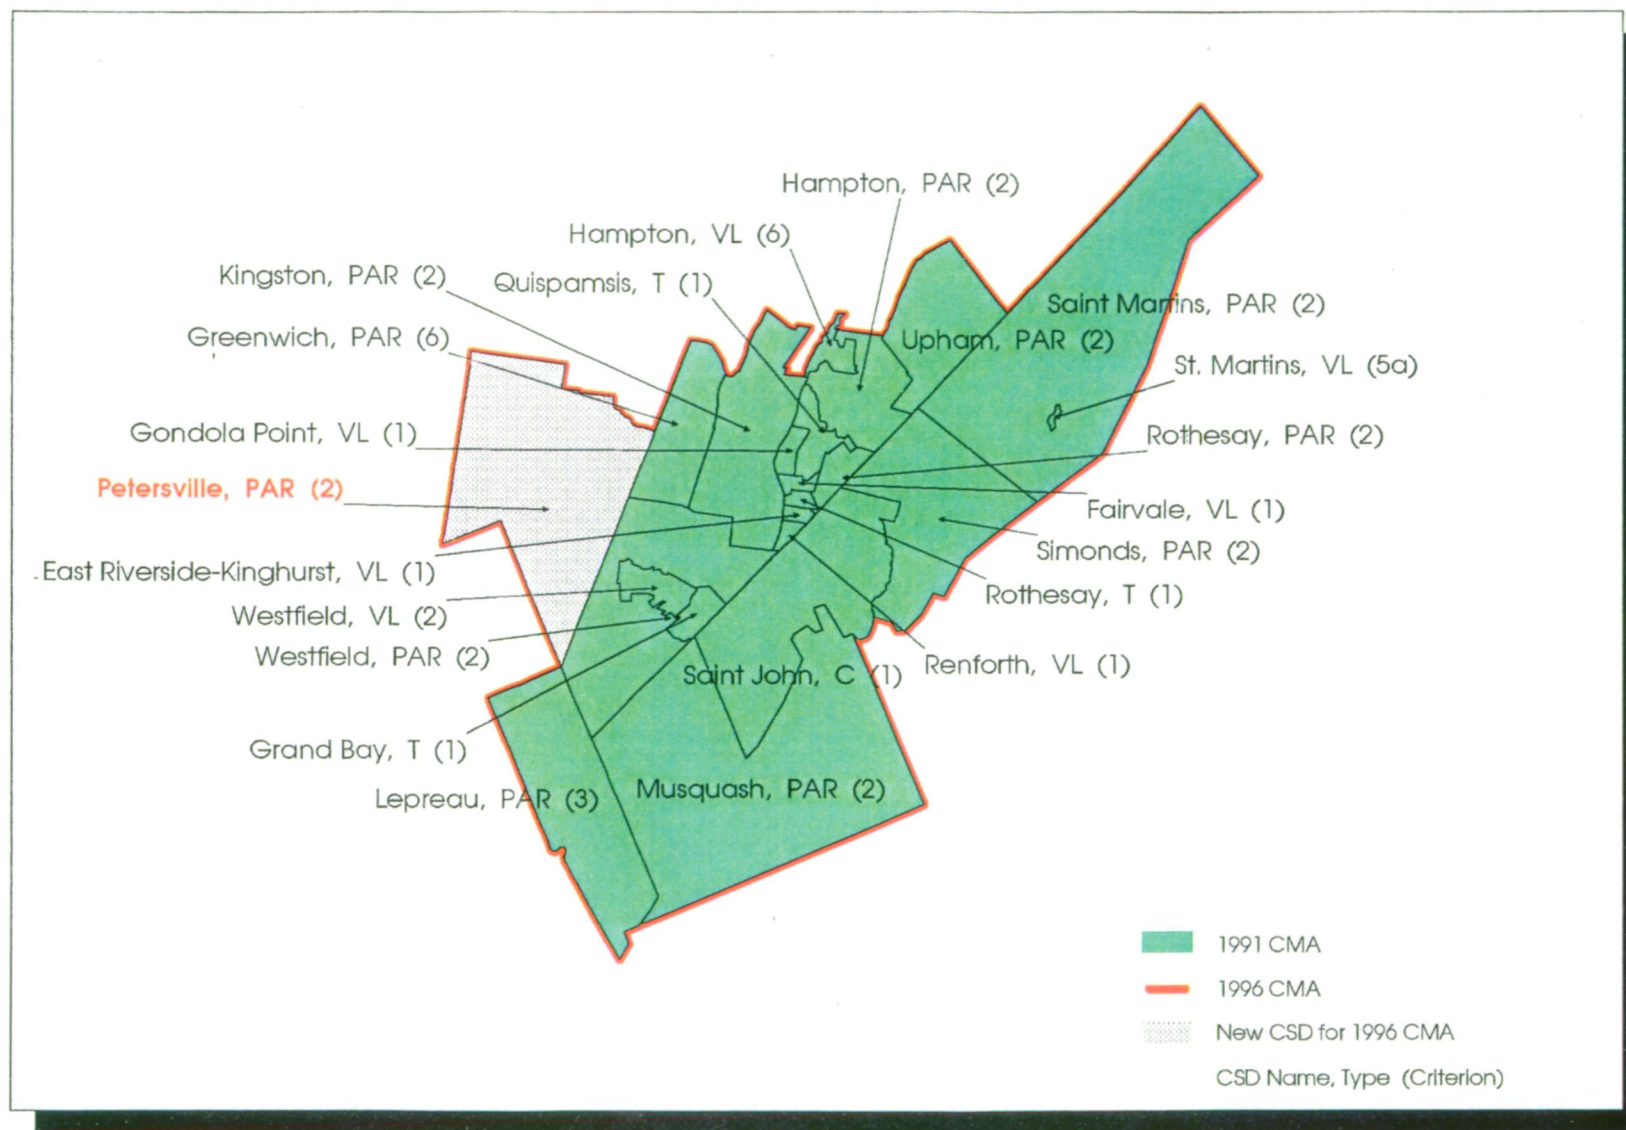 Hampton, PAR (2)
Hampton, VL (6)
Kingston, PAR (2)
Quispamsis, T (1)
Saint Martins, PAR (2)
Greenwich, PAR (6)
Upham, PAR (2)
St. Martins, VL (5a)
Gondola Point, VL (1)
Rothesay, PAR (2)
Petersville, PAR (2)
Fairvale, VL (1)
Simonds, PAR (2)
East Riverside-Kinghurst, VL (1)
Rothesay, T (1)
Westfield, VL (2)
Westfield, PAR (2)
Renforth, VL (1)
Saint John, C (1)
Grand Bay, T (1)
Musquash, PAR (2)
Lepreau, PAR (3)
1991 CMA
1996 CMA
New CSD for 1996 CMA
CSD Name, Type (Criterion)